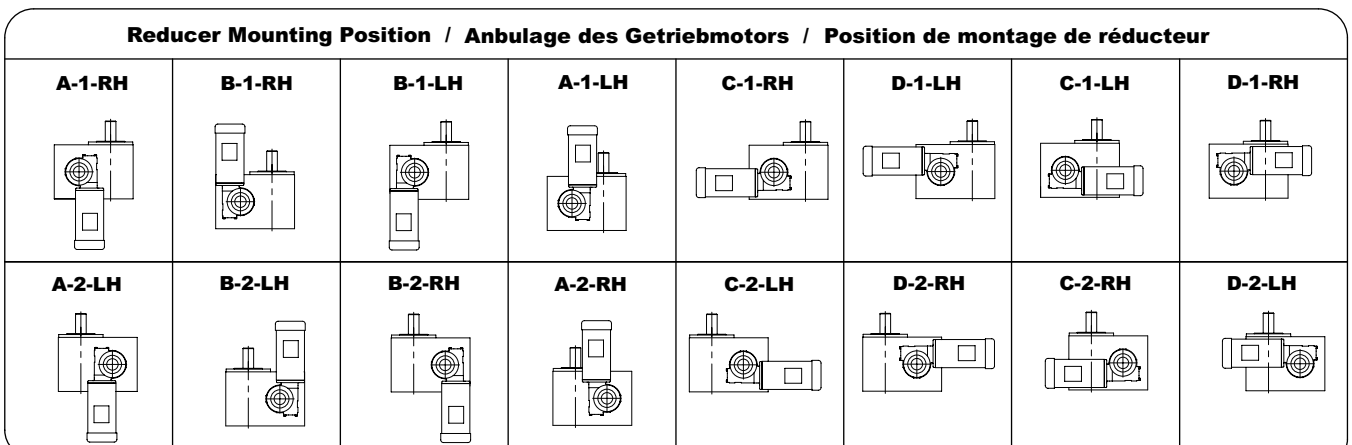 Reducer Mounting Position / Anbulage des Getriebmotors / Position de montage de réducteur
A-1-RH B-1-RH B-1-LH A-1-LH C-1-RH D-1-LH C-1-LH D-1-RH
A-2-LH B-2-LH B-2-RH A-2-RH C-2-LH D-2-RH C-2-RH D-2-LH